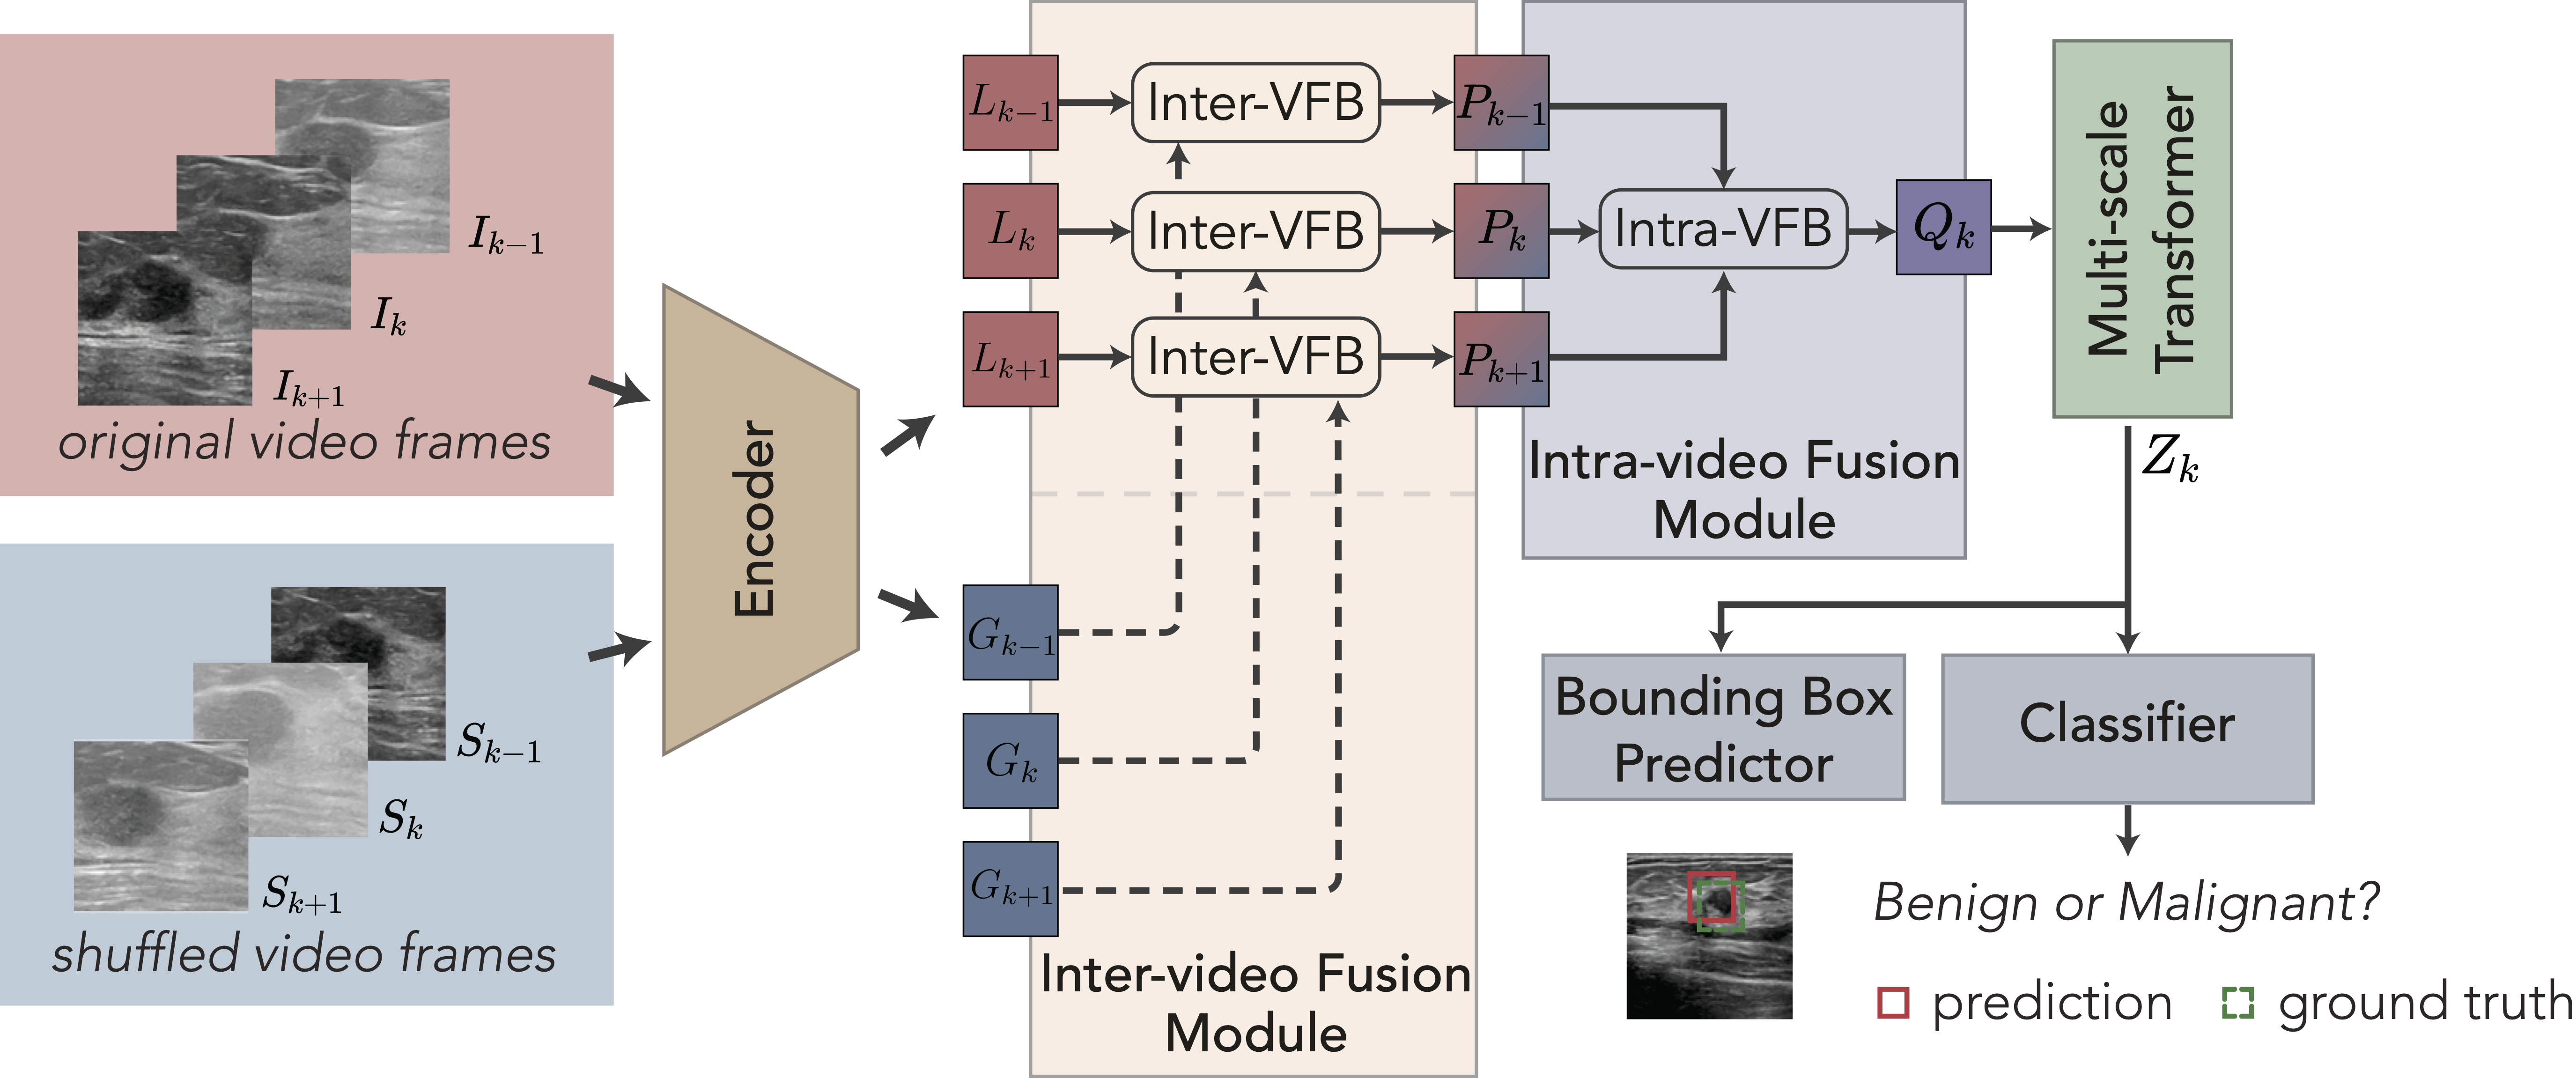 I_{k-1}
I_k
I_{k+1}
original video frames
S_{k-1}
S_k
S_{k+1}
shuffled video frames
Encoder
L_{k-1}
L_k
L_{k+1}
G_{k-1}
G_k
G_{k+1}
Inter-VFB
Inter-VFB
Inter-VFB
Inter-video Fusion
Module
P_{k-1}
P_k
P_{k+1}
Intra-VFB
Intra-video Fusion
Module
Q_k
Multi-scale
Transformer
Z_k
Bounding Box
Predictor
Classifier
Benign or Malignant?
prediction
ground truth